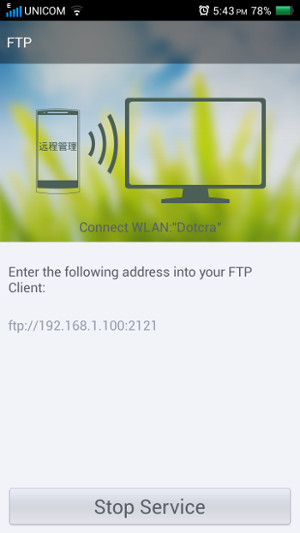 E
UNICOM 5:43 PM 78%
FTP
远程管理
Connect WLAN:"Dotcra"
Enter the following address into your FTP
Client:
ftp://192.168.1.100:2121
Stop Service